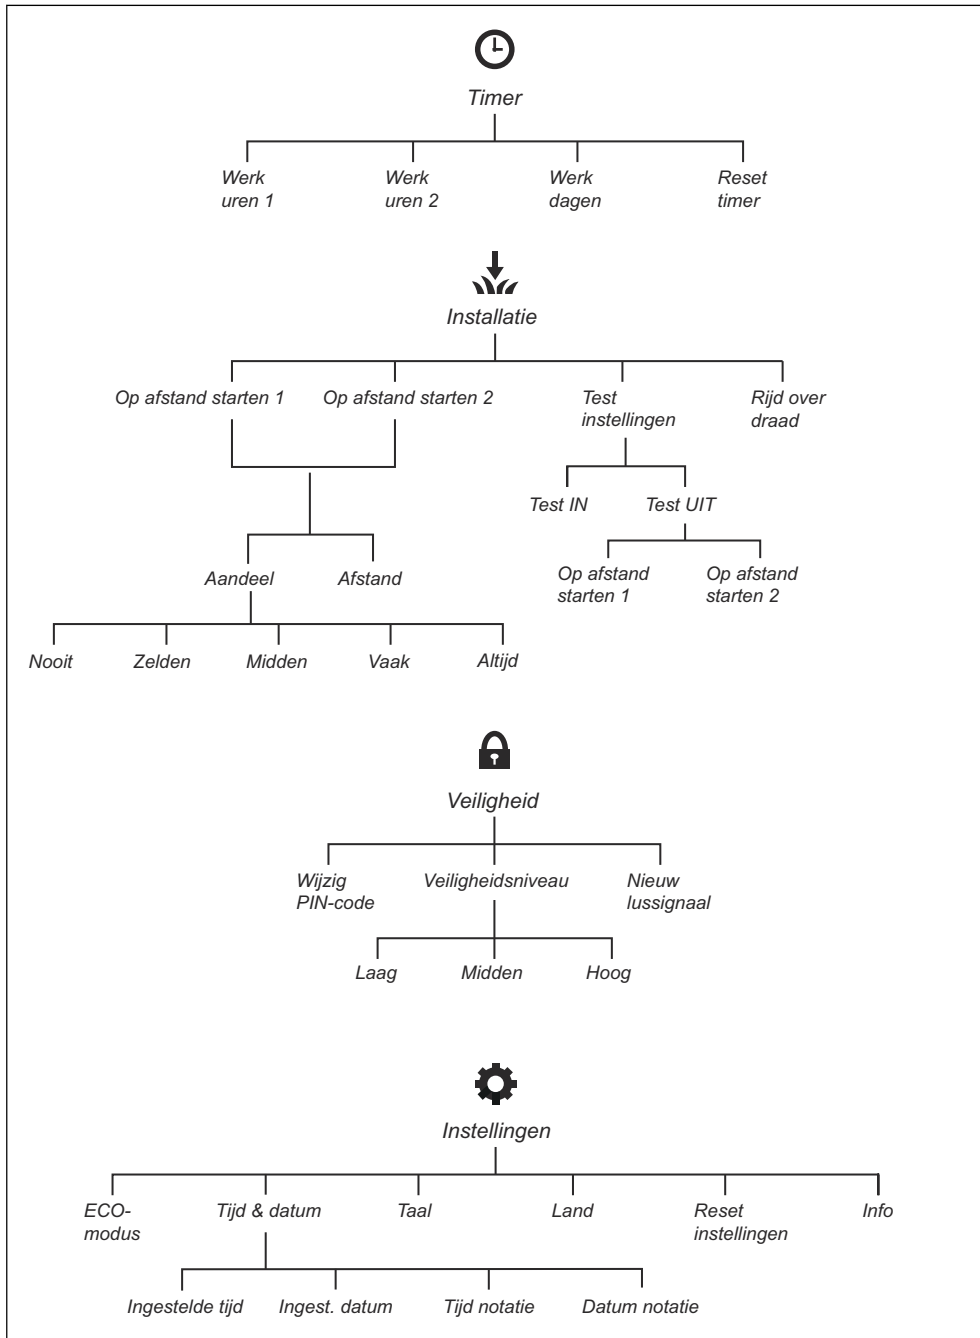 Timer
Werk
uren 1
Werk
uren 2
Werk
dagen
Reset
timer
Installatie
Op afstand starten 1
Op afstand starten 2
Test
instellingen
Rijd over
draad
Test IN
Test UIT
Op afstand
starten 1
Op afstand
starten 2
Aandeel
Afstand
Nooit
Zelden
Midden
Vaak
Altijd
Veiligheid
Wijzig
PIN-code
Veiligheidsniveau
Nieuw
lussignaal
Laag
Midden
Hoog
Instellingen
ECO-
modus
Tijd & datum
Taal
Land
Reset
instellingen
Info
Ingestelde tijd
Ingest. datum
Tijd notatie
Datum notatie